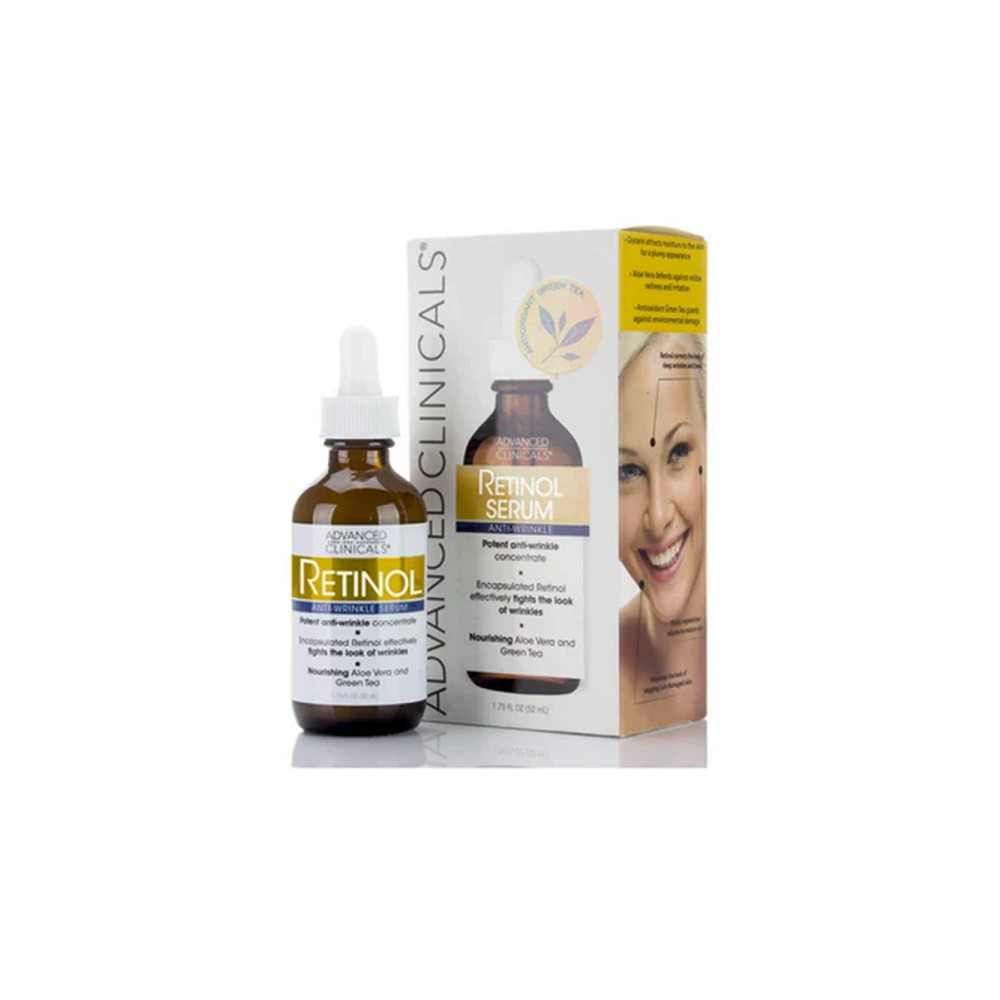 ADVANCED
CLINICALS®
RETINOL
ANTI-WRINKLE SERUM
Potent anti-wrinkle concentrate
Encapsulated Retinol effectively
fights the look of wrinkles
Nourishing Aloe Vera and
Green Tea
ADVANCED CLINICALS®
ANTIOXIDANT GREEN TEA
ADVANCED
CLINICALS®
RETINOL
SERUM
ANTI-WRINKLE
Potent anti-wrinkle
concentrate
Encapsulated Retinol
effectively fights the look
of wrinkles
Nourishing Aloe Vera and
Green Tea
1.75 FL OZ (52 mL)
• Glycerin attracts moisture to the skin
for a plump appearance
• Aloe Vera defends against visible
redness and irritation
• Antioxidant Green Tea guards
against environmental damage